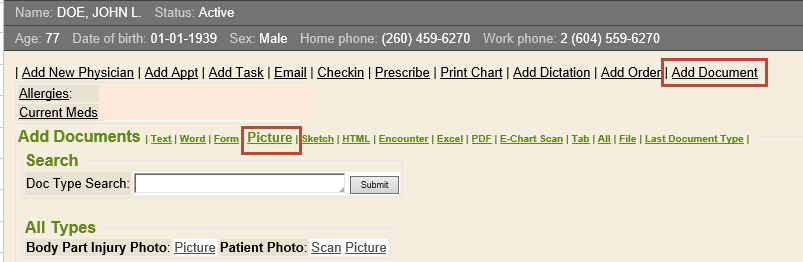 Name: DOE, JOHN L. Status: Active
Age: 77 Date of birth: 01-01-1939 Sex: Male Home phone: (260) 459-6270 Work phone: 2 (604) 559-6270
| Add New Physician | Add Appt | Add Task | Email | Checkin | Prescribe | Print Chart | Add Dictation | Add Order | Add Document
Allergies:
Current Meds
Add Documents | Text | Word | Form | Picture | Sketch | HTML | Encounter | Excel | PDF | E-Chart Scan | Tab | All | File | Last Document Type |
Search
Doc Type Search: Submit
All Types
Body Part Injury Photo: Picture Patient Photo: Scan Picture